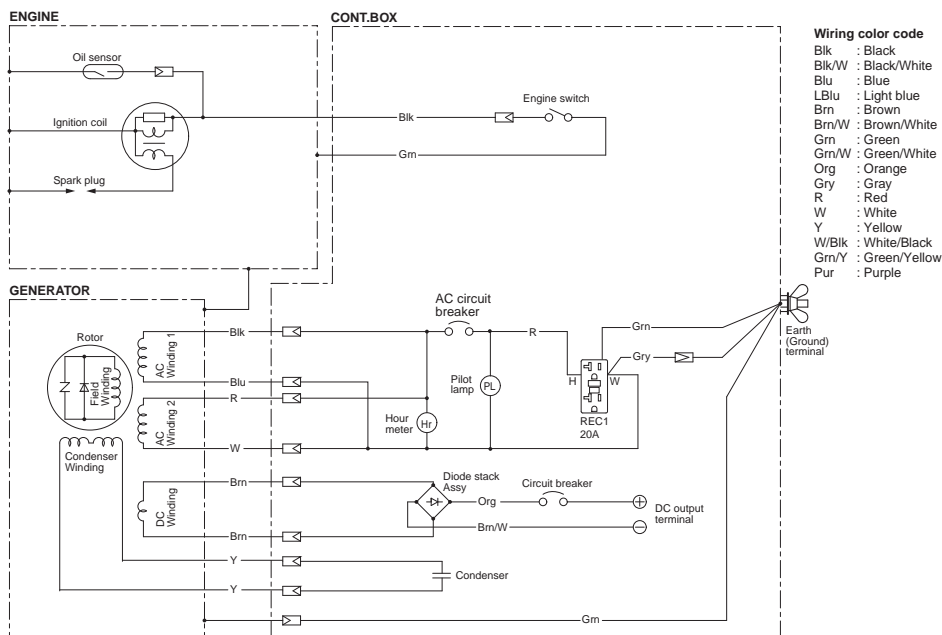 ENGINE
CONT.BOX
Oil sensor
Ignition coil
Spark plug
Blk
Engine switch
Grn
Wiring color code
Blk : Black
Blk/W : Black/White
Blu : Blue
LBlu : Light blue
Brn : Brown
Brn/W : Brown/White
Grn : Green
Grn/W : Green/White
Org : Orange
Gry : Gray
R : Red
W : White
Y : Yellow
W/Blk : White/Black
Grn/Y : Green/Yellow
Pur : Purple
GENERATOR
Rotor
Field
Winding
Condenser
Winding
AC
Winding 1
AC
Winding 2
DC
Winding
Blk
Blu
R
W
Brn
Brn
Y
Y
AC circuit
breaker
R
Pilot
lamp
PL
Hour
meter
Hr
H
W
REC1
20A
Grn
Gry
Earth
(Ground)
terminal
Diode stack
Assy
Circuit breaker
Org
Brn/W
DC output
terminal
Condenser
Grn